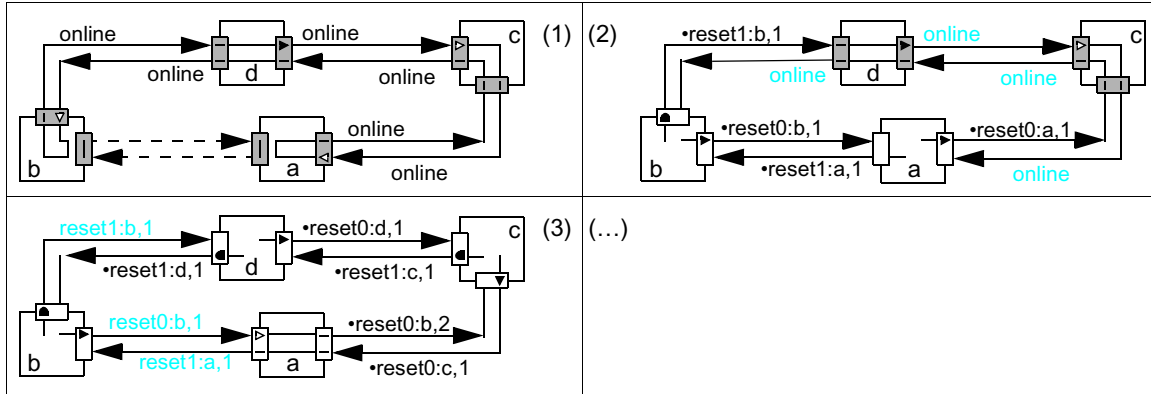 online
online
online
online
d
c
(1)
online
online
b
a
(2)
•reset1:b,1
online
online
online
d
c
•reset0:b,1
•reset0:a,1
•reset1:a,1
online
b
a
reset1:b,1
•reset0:d,1
•reset1:d,1
•reset1:c,1
d
c
(3)
reset0:b,1
•reset0:b,2
reset1:a,1
•reset0:c,1
b
a
(...)